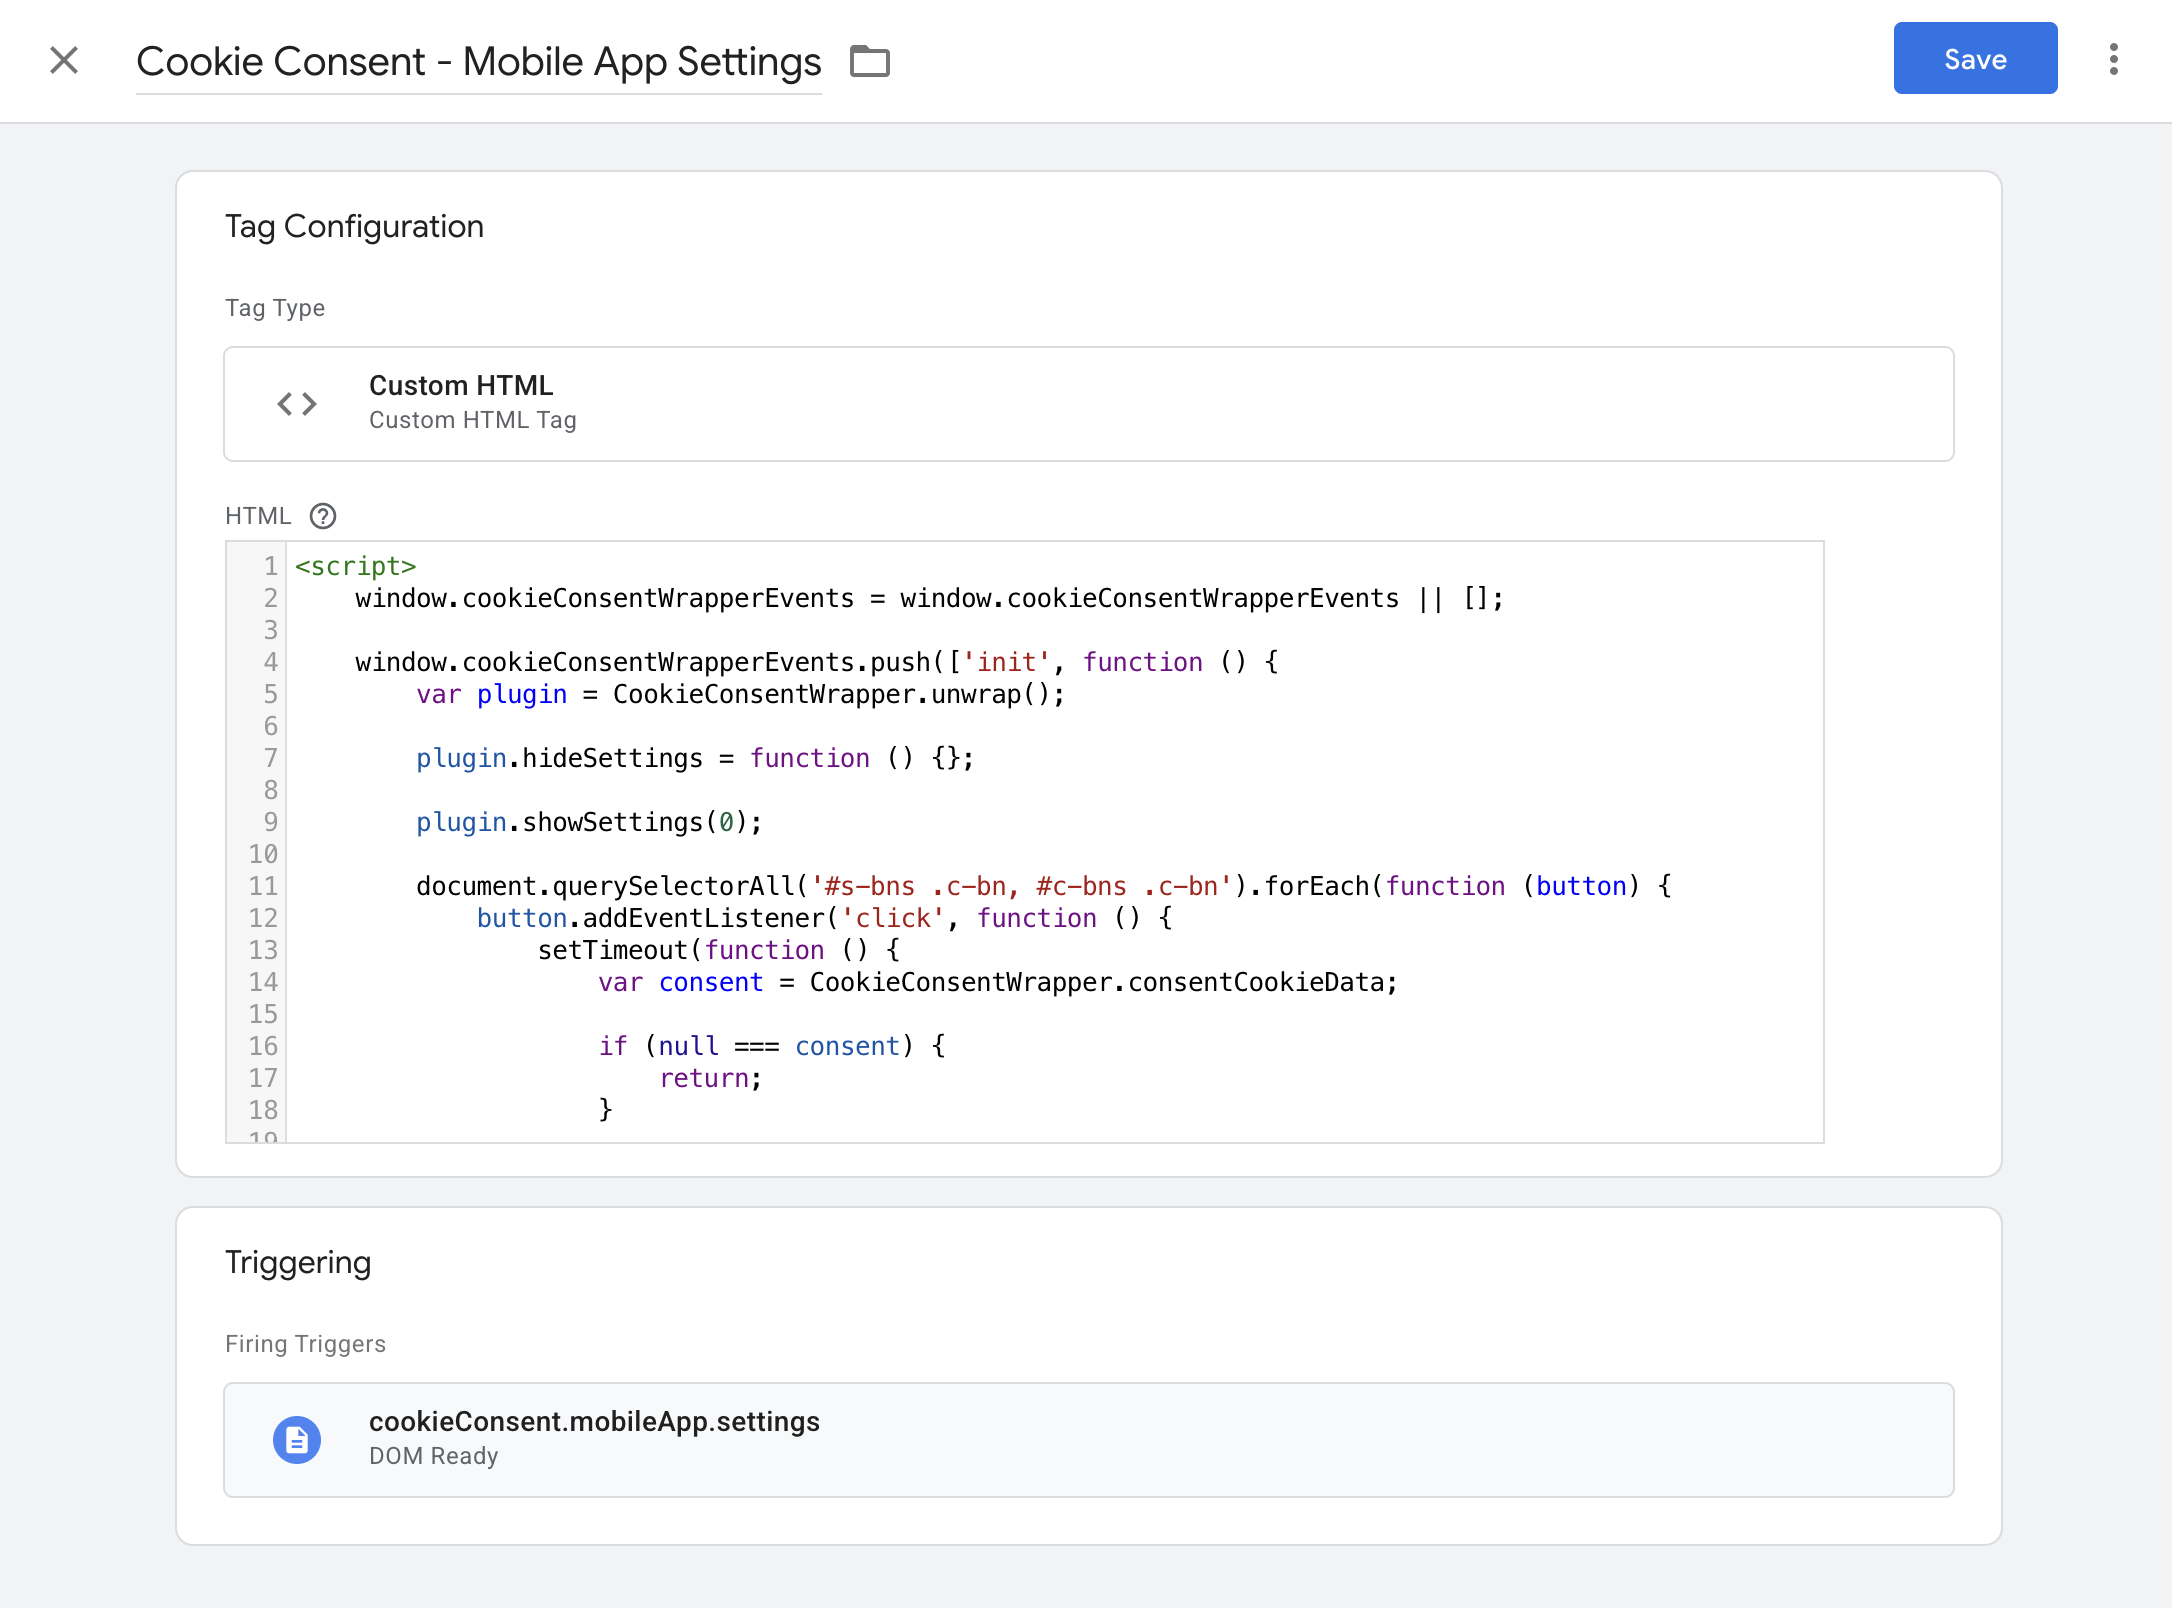 Cookie Consent - Mobile App Settings
Save
Tag Configuration
Tag Type
Custom HTML
Custom HTML Tag
HTML
1 <script>
2     window.cookieConsentWrapperEvents = window.cookieConsentWrapperEvents || [];
3
4     window.cookieConsentWrapperEvents.push(['init', function () {
5         var plugin = CookieConsentWrapper.unwrap();
6
7         plugin.hideSettings = function () {};
8
9         plugin.showSettings(0);
10
11         document.querySelectorAll('#s-bns .c-bn, #c-bns .c-bn').forEach(function (button) {
12             button.addEventListener('click', function () {
13                 setTimeout(function () {
14                     var consent = CookieConsentWrapper.consentCookieData;
15
16                     if (null === consent) {
17                         return;
18                     }
19
Triggering
Firing Triggers
cookieConsent.mobileApp.settings
DOM Ready